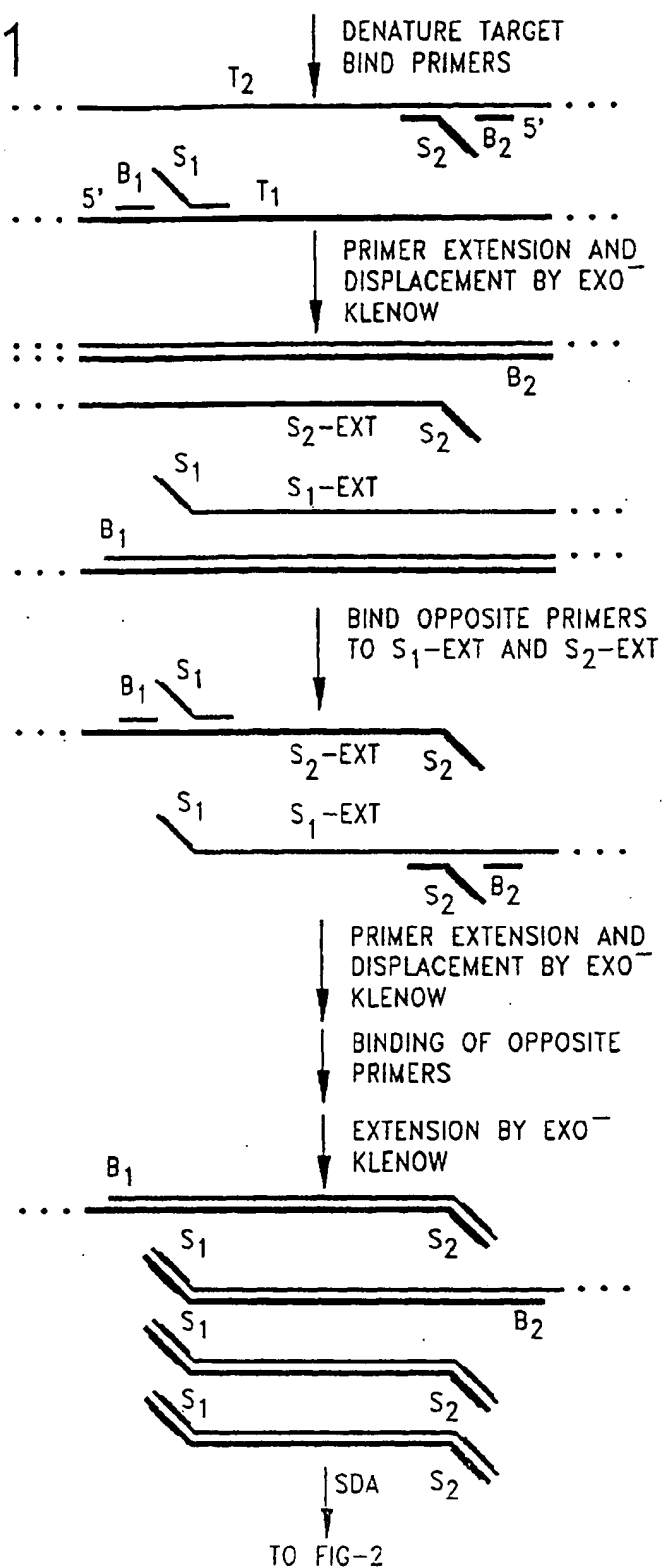 1
DENATURE TARGET
BIND PRIMERS
T2
S2 B2 5'
S1
5' B1 T1
PRIMER EXTENSION AND
DISPLACEMENT BY EXO⁻
KLENOW
B2
S2-EXT S2
S1
S1-EXT
B1
BIND OPPOSITE PRIMERS
TO S1-EXT AND S2-EXT
S1
B1
S2-EXT S2
S1 S1-EXT
S2 B2
PRIMER EXTENSION AND
DISPLACEMENT BY EXO⁻
KLENOW
BINDING OF OPPOSITE
PRIMERS
EXTENSION BY EXO⁻
KLENOW
B1
S1 S2
S1 B2
S1 S2
SDA S2
TO FIG-2